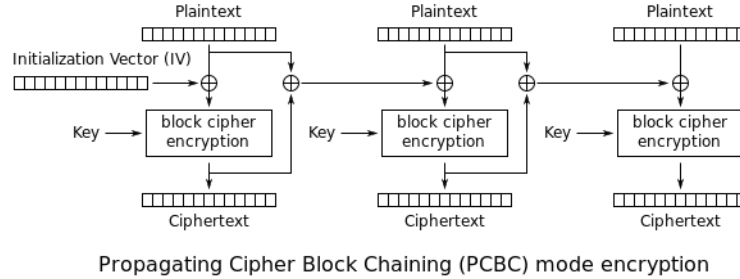 Plaintext Plaintext Plaintext
Initialization Vector (IV)
Key block cipher encryption Key block cipher encryption Key block cipher encryption
Ciphertext Ciphertext Ciphertext
Propagating Cipher Block Chaining (PCBC) mode encryption